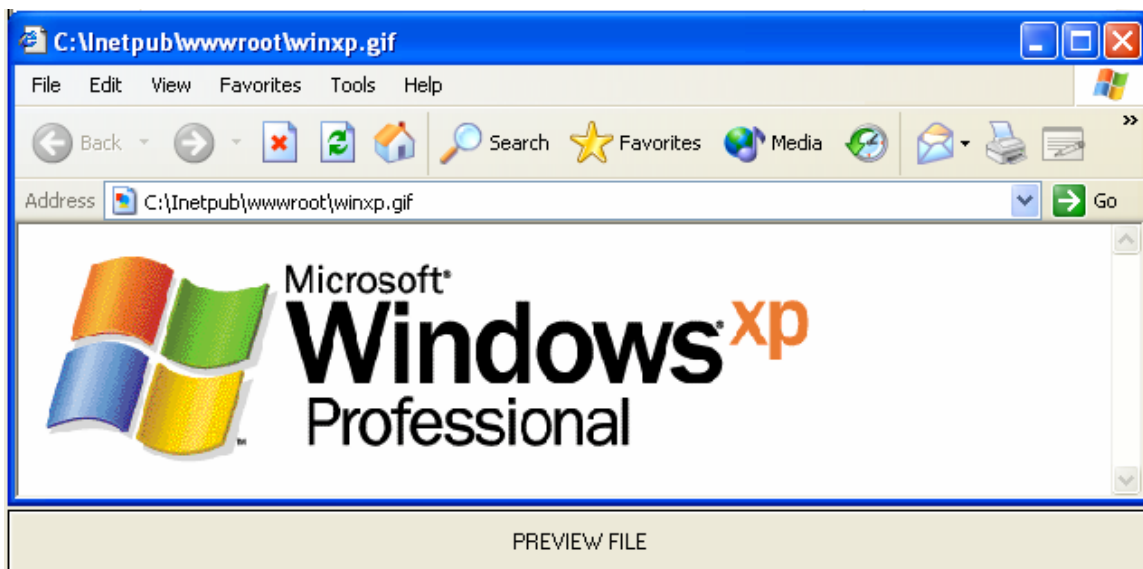 C:\Inetpub\wwwroot\winxp.gif
File Edit View Favorites Tools Help
Back Search Favorites Media »
Address C:\Inetpub\wwwroot\winxp.gif Go
Microsoft®
Windows® xp
Professional ™
PREVIEW FILE